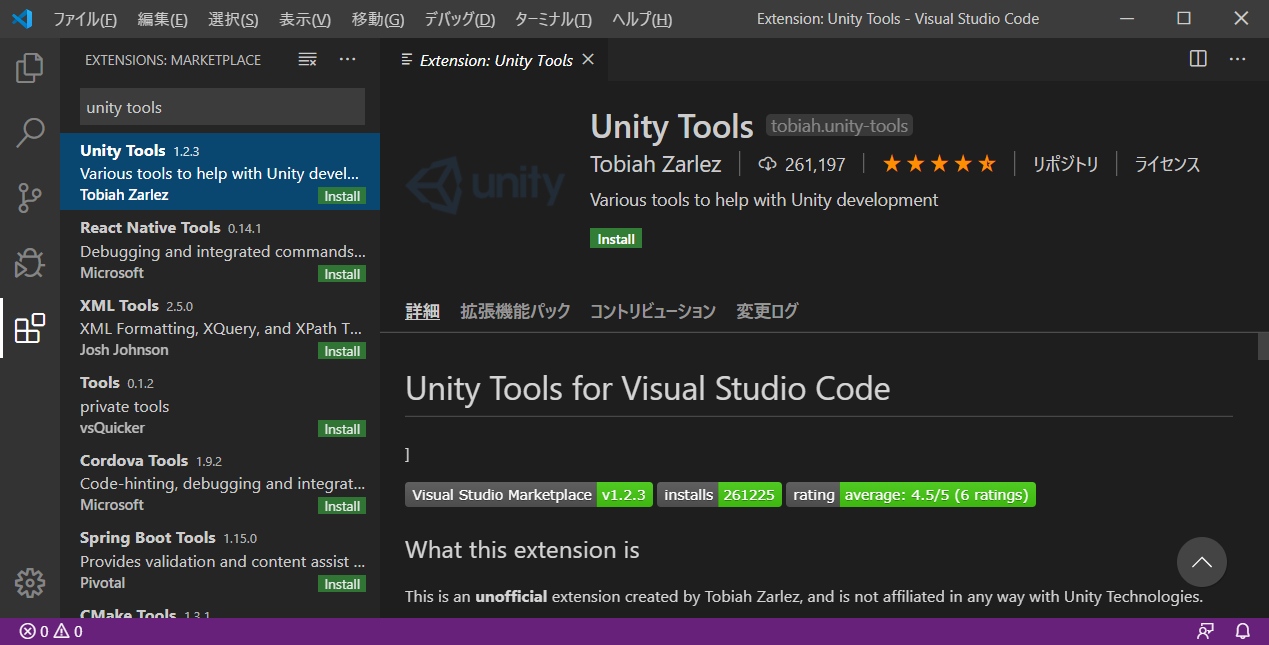 ファイル(F) 編集(E) 選択(S) 表示(V) 移動(G) デバッグ(D) ターミナル(T) ヘルプ(H) Extension: Unity Tools - Visual Studio Code
EXTENSIONS: MARKETPLACE
unity tools
Unity Tools 1.2.3
Various tools to help with Unity devel...
Tobiah Zarlez Install
React Native Tools 0.14.1
Debugging and integrated commands...
Microsoft Install
XML Tools 2.5.0
XML Formatting, XQuery, and XPath T...
Josh Johnson Install
Tools 0.1.2
private tools
vsQuicker Install
Cordova Tools 1.9.2
Code-hinting, debugging and integrat...
Microsoft Install
Spring Boot Tools 1.15.0
Provides validation and content assist ...
Pivotal Install
CMake Tools 1.3.1
Extension: Unity Tools
unity
Unity Tools tobiah.unity-tools
Tobiah Zarlez 261,197 リポジトリ ライセンス
Various tools to help with Unity development
Install
詳細 拡張機能パック コントリビューション 変更ログ
Unity Tools for Visual Studio Code
]
Visual Studio Marketplace v1.2.3 installs 261225 rating average: 4.5/5 (6 ratings)
What this extension is
This is an unofficial extension created by Tobiah Zarlez, and is not affiliated in any way with Unity Technologies.
0 0